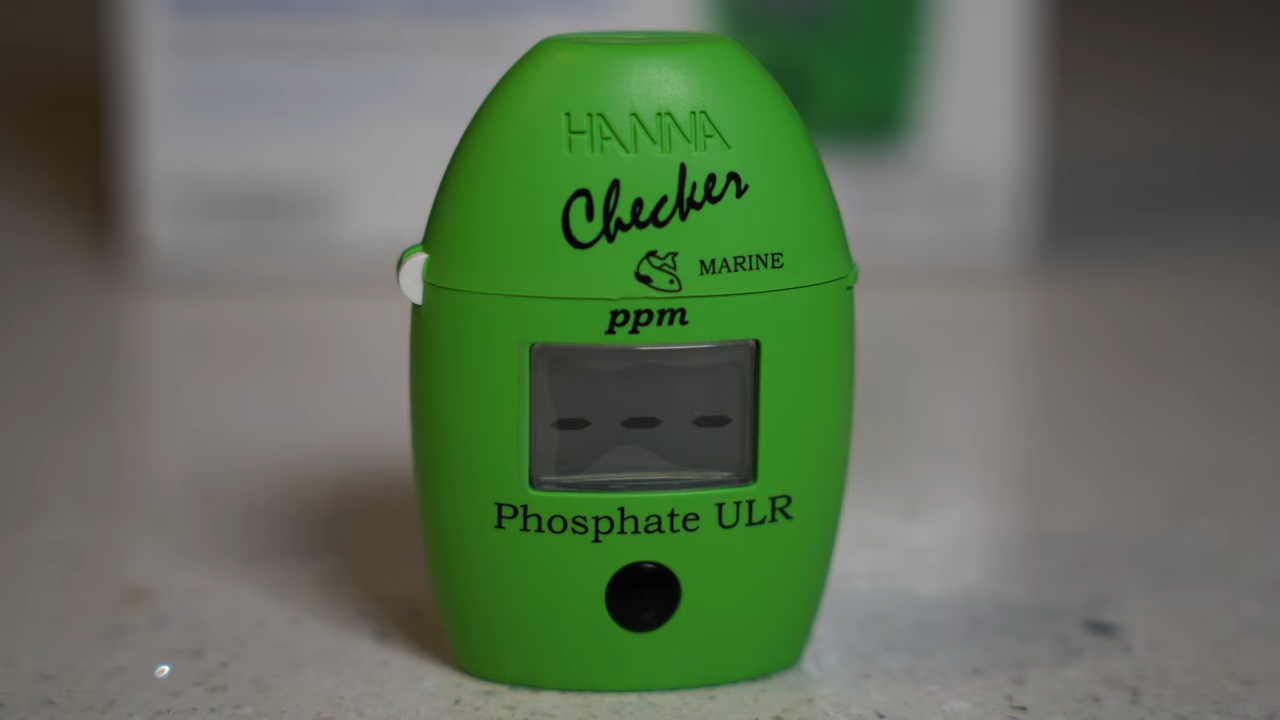 HANNA
Checker
MARINE
ppm
- - -
Phosphate ULR